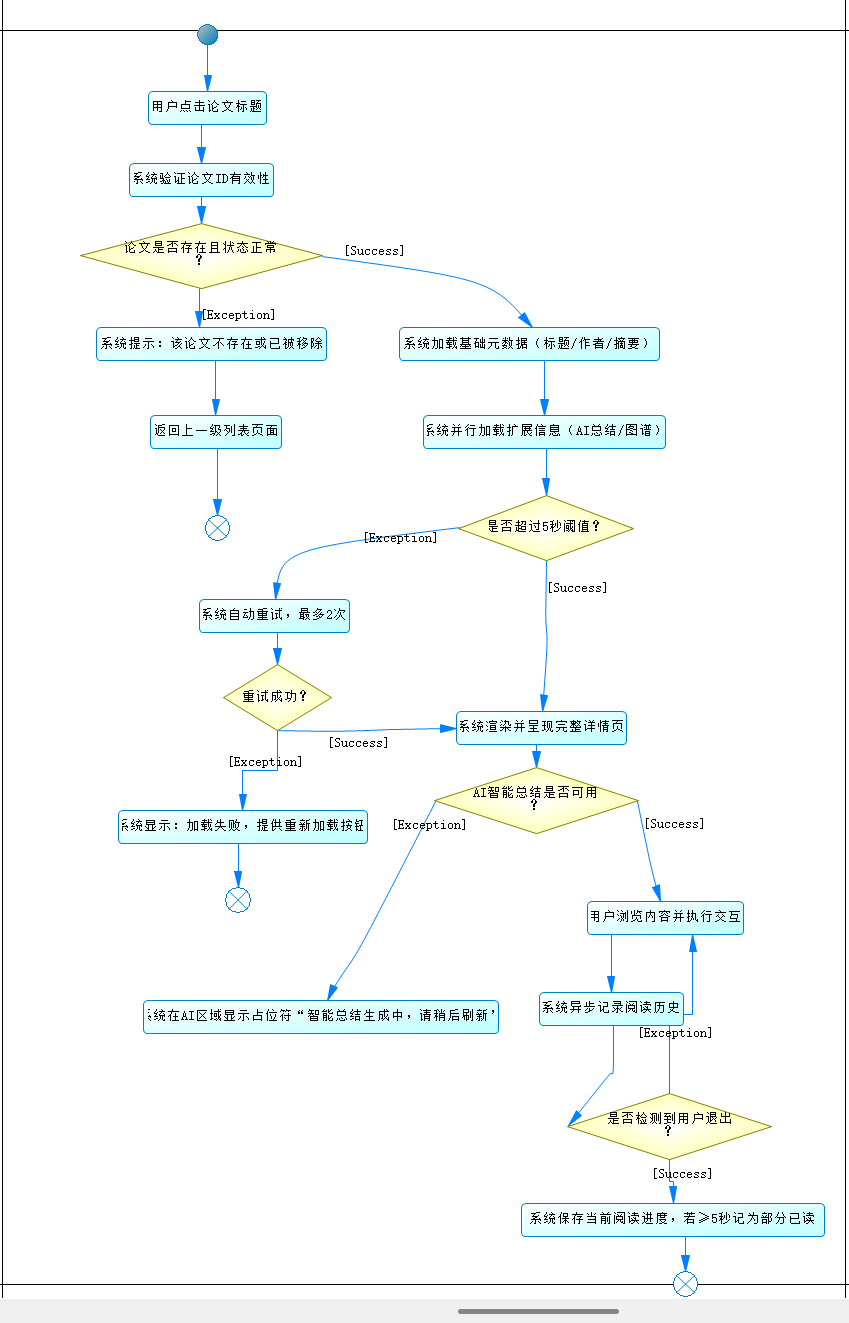 用户点击论文标题
系统验证论文ID有效性
论文是否存在且状态正常
?
[Success]
[Exception]
系统提示: 该论文不存在或已被移除
系统加载基础元数据（标题/作者/摘要）
返回上一级列表页面
系统并行加载扩展信息（AI总结/图谱）
是否超过5秒阈值?
[Exception]
[Success]
系统自动重试, 最多2次
重试成功?
系统渲染并呈现完整详情页
[Success]
[Exception]
AI智能总结是否可用
?
系统显示: 加载失败, 提供重新加载按钮
[Exception]
[Success]
用户浏览内容并执行交互
系统在AI区域显示占位符“智能总结生成中, 请稍后刷新”
系统异步记录阅读历史
[Exception]
是否检测到用户退出
?
[Success]
系统保存当前阅读进度, 若≥5秒记为部分已读